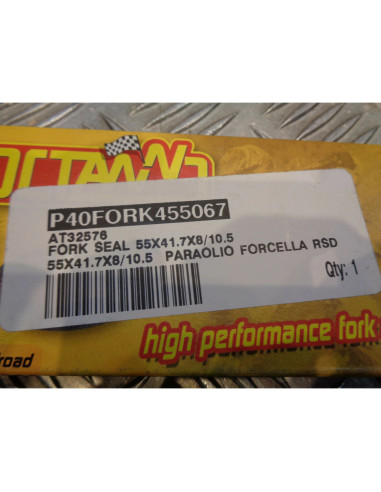 P40FORK455067
AT32576
FORK SEAL 55X41.7X8/10.5
55X41.7X8/10.5 PARAOLIO FORCELLA RSD
Qty: 1
high performance fork
road